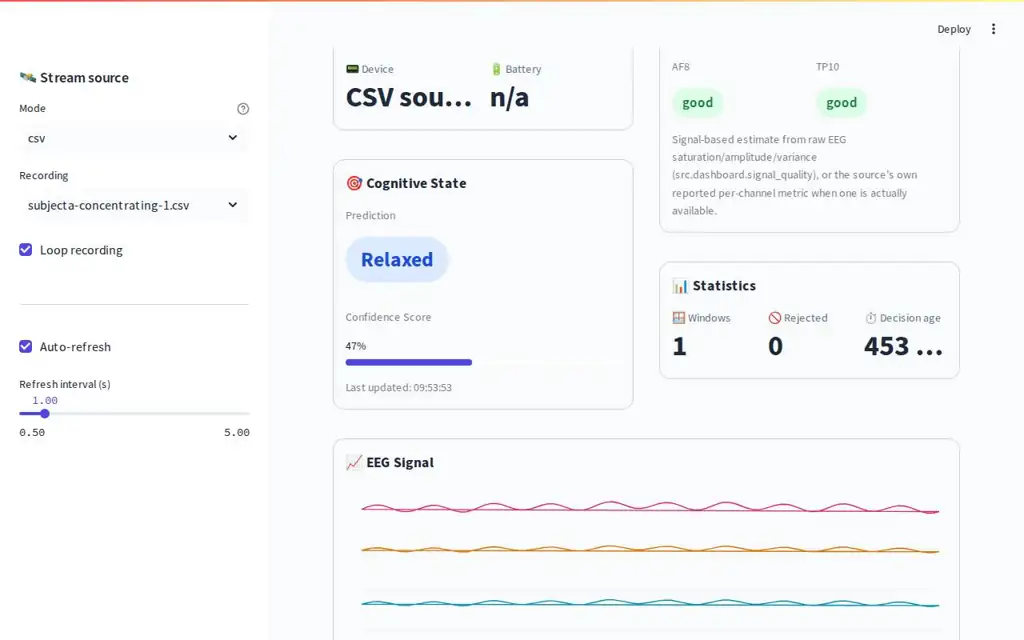 Deploy
Stream source
Mode
csv
Recording
subjecta-concentrating-1.csv
Loop recording
Auto-refresh
Refresh interval (s)
1.00
0.50 5.00
Device Battery
CSV sou... n/a
Cognitive State
Prediction
Relaxed
Confidence Score
47%
Last updated: 09:53:53
AF8 TP10
good good
Signal-based estimate from raw EEG
saturation/amplitude/variance
(src.dashboard.signal_quality), or the source's own
reported per-channel metric when one is actually
available.
Statistics
Windows Rejected Decision age
1 0 453 ...
EEG Signal